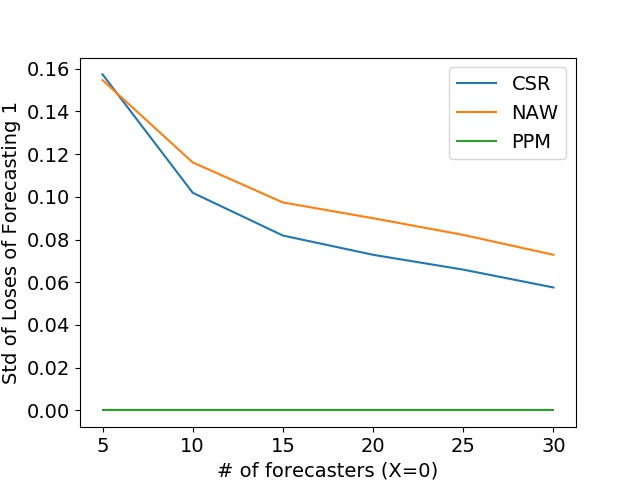 0.16
0.14
0.12
0.10
0.08
0.06
0.04
0.02
0.00
Std of Loses of Forecasting 1
CSR
NAW
PPM
5 10 15 20 25 30
# of forecasters (X=0)